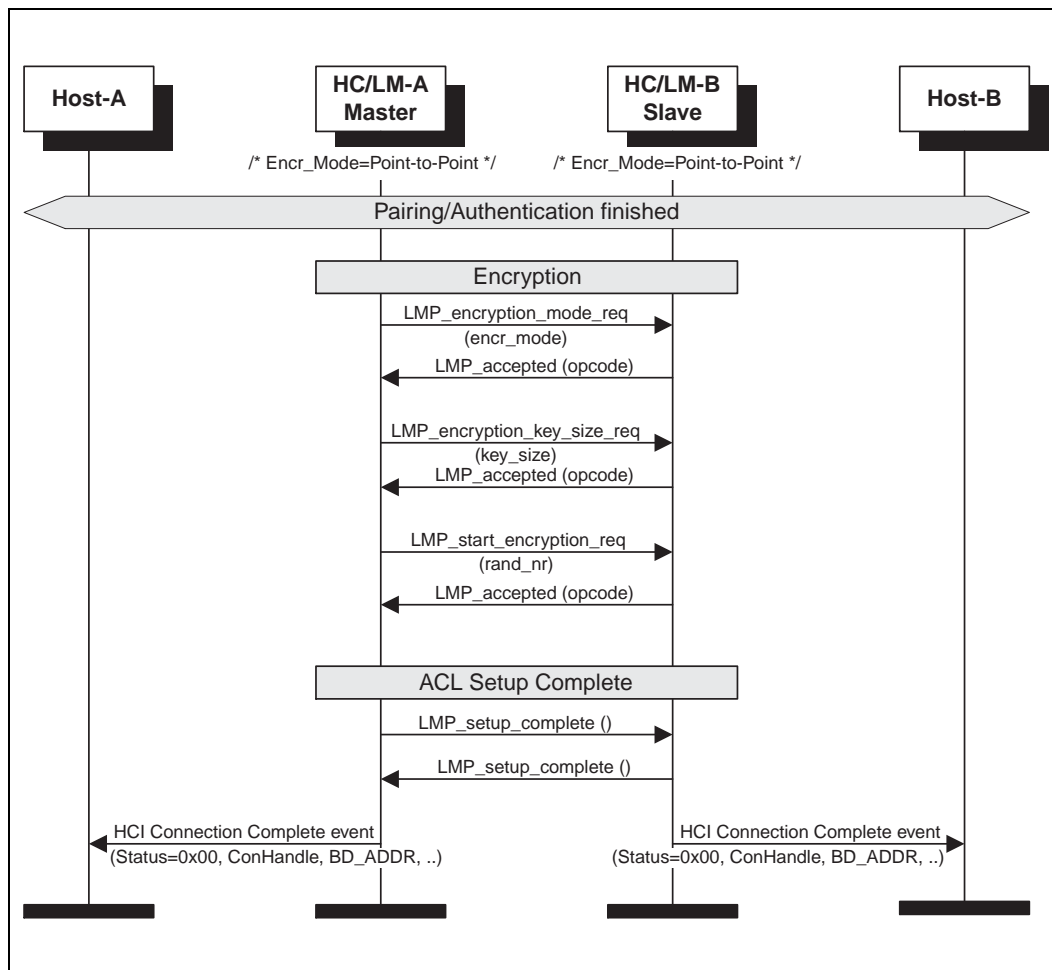 Host-A
HC/LM-A
Master
HC/LM-B
Slave
Host-B
/* Encr_Mode=Point-to-Point */
/* Encr_Mode=Point-to-Point */
Pairing/Authentication finished
Encryption
LMP_encryption_mode_req
(encr_mode)
LMP_accepted (opcode)
LMP_encryption_key_size_req
(key_size)
LMP_accepted (opcode)
LMP_start_encryption_req
(rand_nr)
LMP_accepted (opcode)
ACL Setup Complete
LMP_setup_complete ()
LMP_setup_complete ()
HCI Connection Complete event
(Status=0x00, ConHandle, BD_ADDR, ..)
HCI Connection Complete event
(Status=0x00, ConHandle, BD_ADDR, ..)